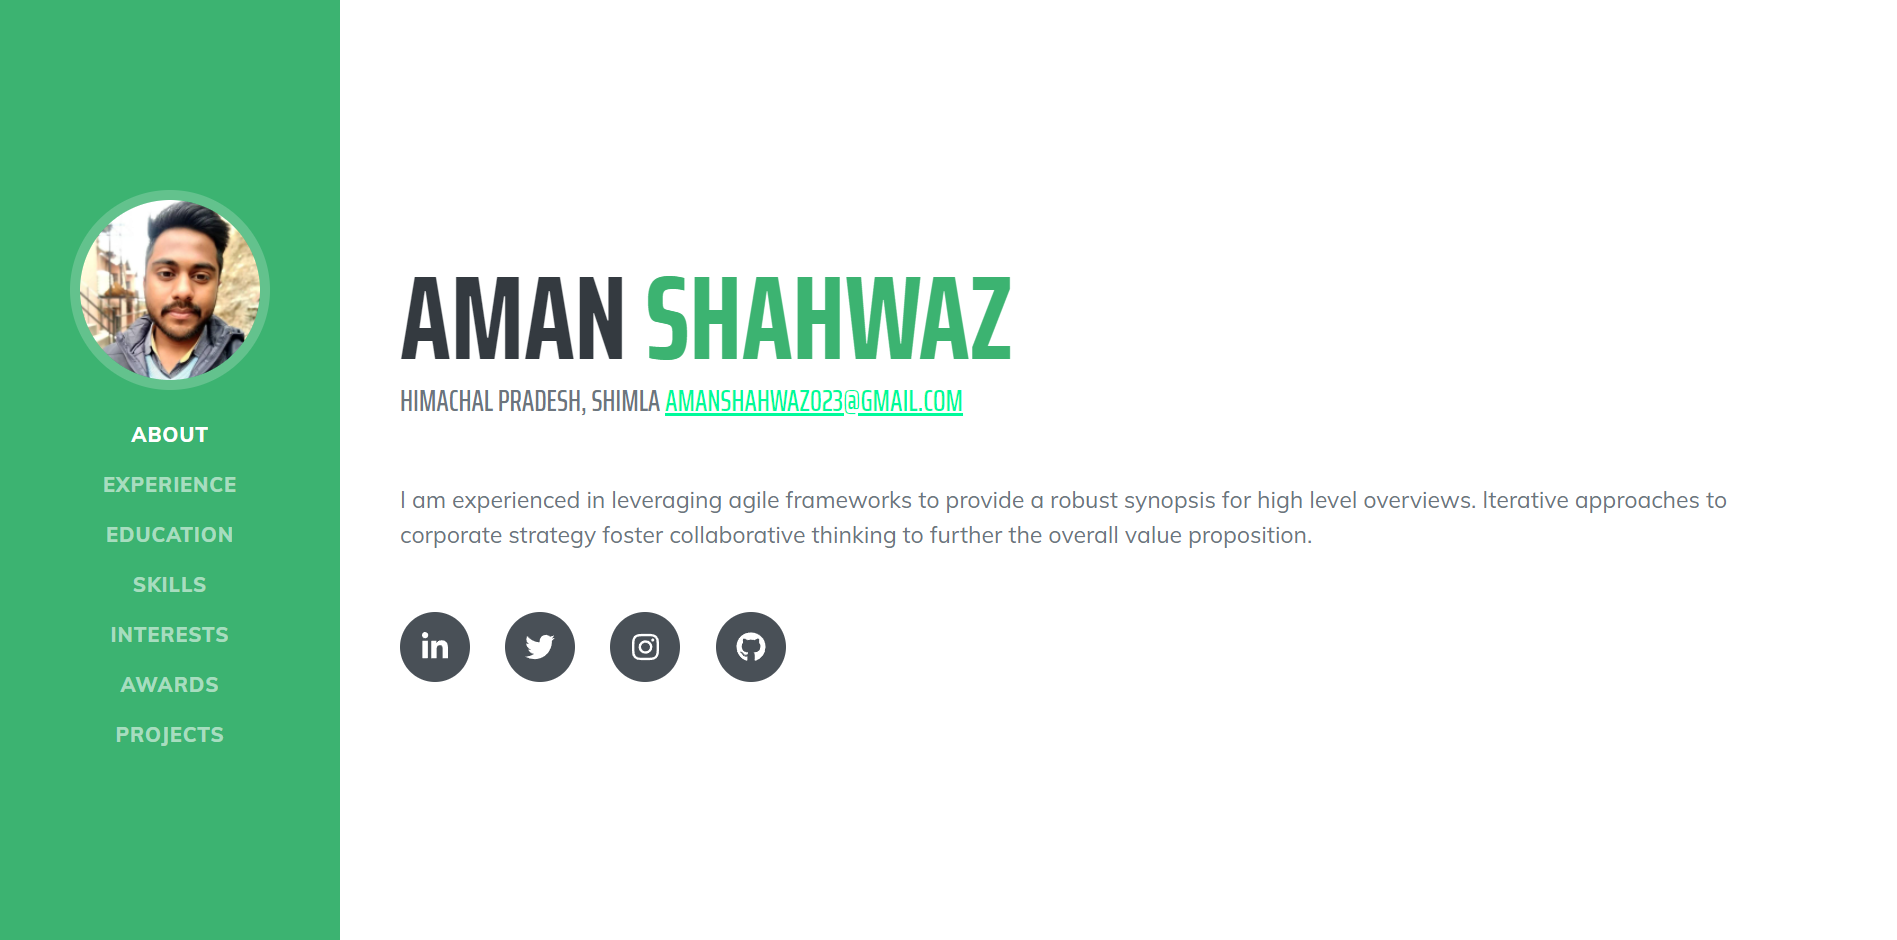 ABOUT
EXPERIENCE
EDUCATION
SKILLS
INTERESTS
AWARDS
PROJECTS
AMAN SHAHWAZ
HIMACHAL PRADESH, SHIMLA AMANSHAHWAZ023@GMAIL.COM
I am experienced in leveraging agile frameworks to provide a robust synopsis for high level overviews. Iterative approaches to
corporate strategy foster collaborative thinking to further the overall value proposition.
in